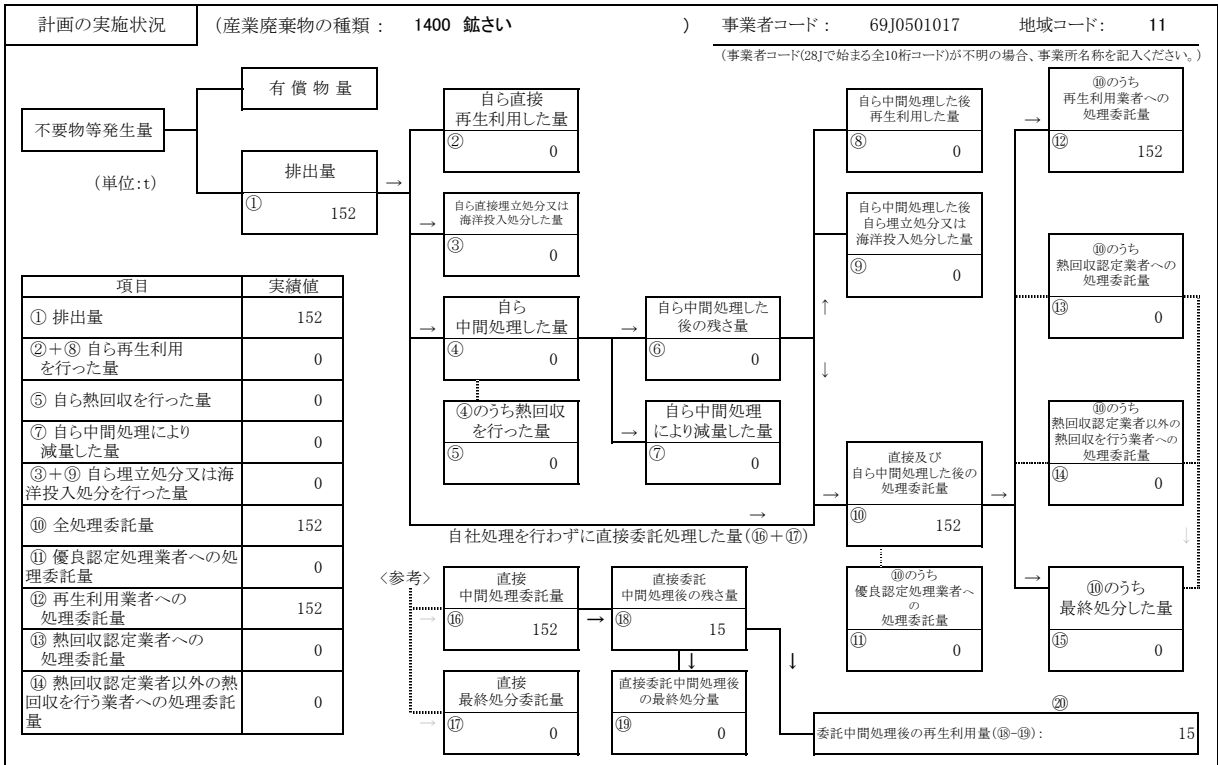 計画の実施状況
(産業廃棄物の種類： 1400 鉱さい )
事業者コード： 69J0501017 地域コード： 11
(事業者コード(28Jで始まる全10桁コード)が不明の場合、事業所名称を記入ください。)
不要物等発生量
(単位:t)
有償物量
排出量
①
152
→
自ら直接
再生利用した量
②
0
→
自ら直接埋立処分又は
海洋投入処分した量
③
0
→
自ら
中間処理した量
④
0
④のうち熱回収
を行った量
⑤
0
→
自ら中間処理した
後の残さ量
⑥
0
→
自ら中間処理
により減量した量
⑦
0
自ら中間処理した後
再生利用した量
⑧
0
自ら中間処理した後
自ら埋立処分又は
海洋投入処分した量
⑨
0
↑
↓
→
→
直接及び
自ら中間処理した後の
処理委託量
⑩
152
→
⑩のうち
優良認定処理業者へ
の
処理委託量
⑪
0
→
⑩のうち
再生利用業者への
処理委託量
⑫
152
⑩のうち
熱回収認定業者への
処理委託量
⑬
0
⑩のうち
熱回収認定業者以外の
熱回収を行う業者への
処理委託量
⑭
0
↓
→
⑩のうち
最終処分した量
⑮
0
自社処理を行わずに直接委託処理した量(⑯＋⑰)
〈参考〉
→
直接
中間処理委託量
⑯
152
→
直接委託
中間処理後の残さ量
⑱
15
→
直接
最終処分委託量
⑰
0
↓
直接委託中間処理後
の最終処分量
⑲
0
↓
⑳
委託中間処理後の再生利用量(⑱-⑲)： 15
項目 実績値
① 排出量 152
②＋⑧ 自ら再生利用
を行った量 0
⑤ 自ら熱回収を行った量 0
⑦ 自ら中間処理により
減量した量 0
③＋⑨ 自ら埋立処分又は海
洋投入処分を行った量 0
⑩ 全処理委託量 152
⑪ 優良認定処理業者への処
理委託量 0
⑫ 再生利用業者への
処理委託量 152
⑬ 熱回収認定業者への
処理委託量 0
⑭ 熱回収認定業者以外の熱
回収を行う業者への処理委託
量 0